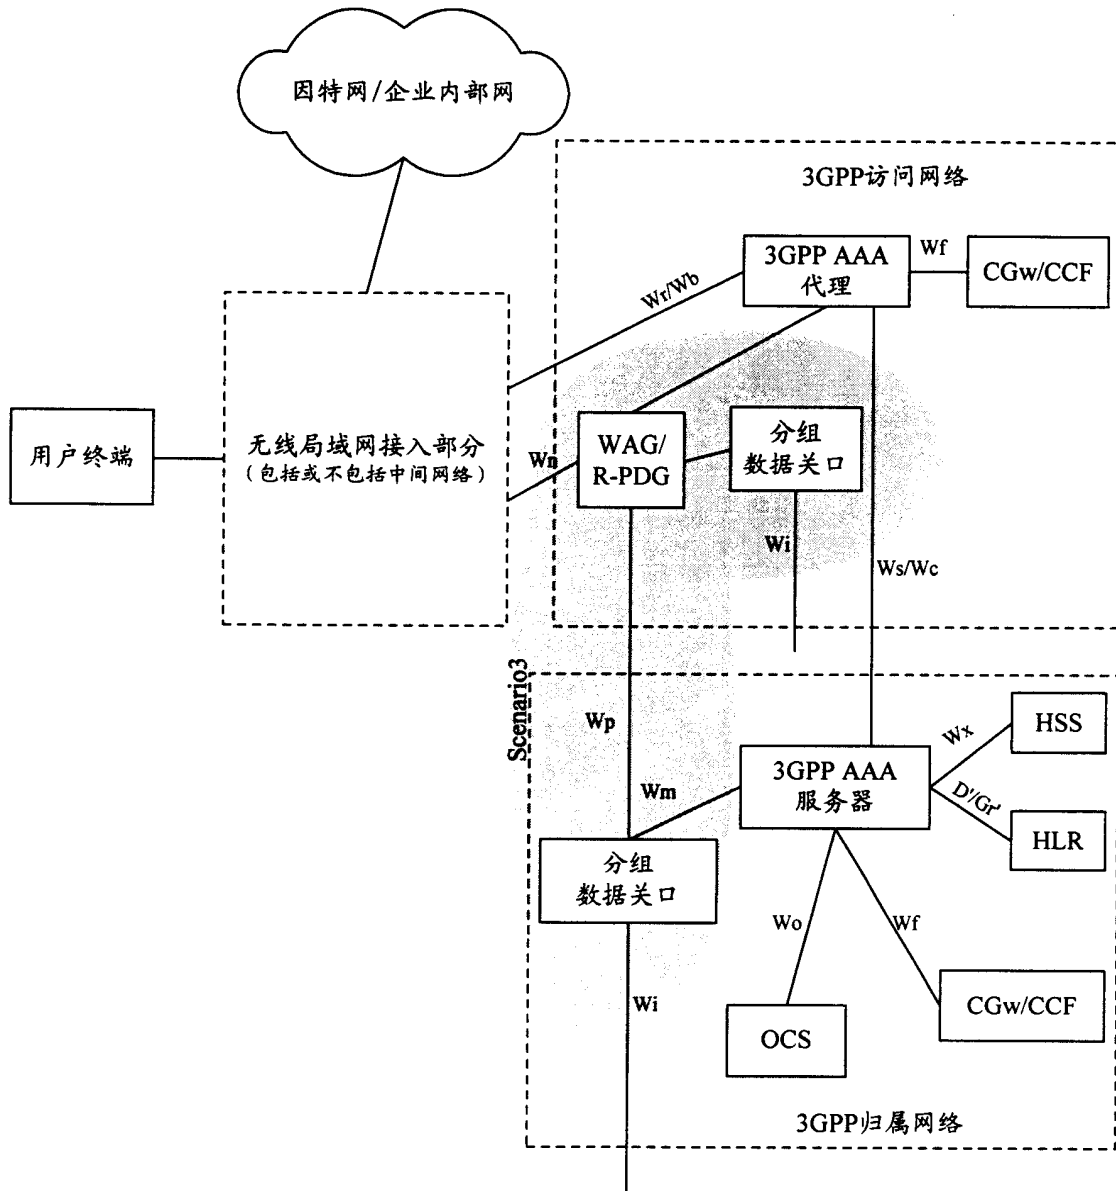 因特网/企业内部网
3GPP访问网络
3GPP AAA
代理
Wf
CGw/CCF
Wr/Wb
用户终端
无线局域网接入部分
(包括或不包括中间网络)
Wn
WAG/
R-PDG
分组
数据关口
Wi
Ws/Wc
Scenario3
Wp
Wm
3GPP AAA
服务器
Wx
HSS
D'/Gr'
HLR
分组
数据关口
Wo
Wf
Wi
OCS
CGw/CCF
3GPP归属网络